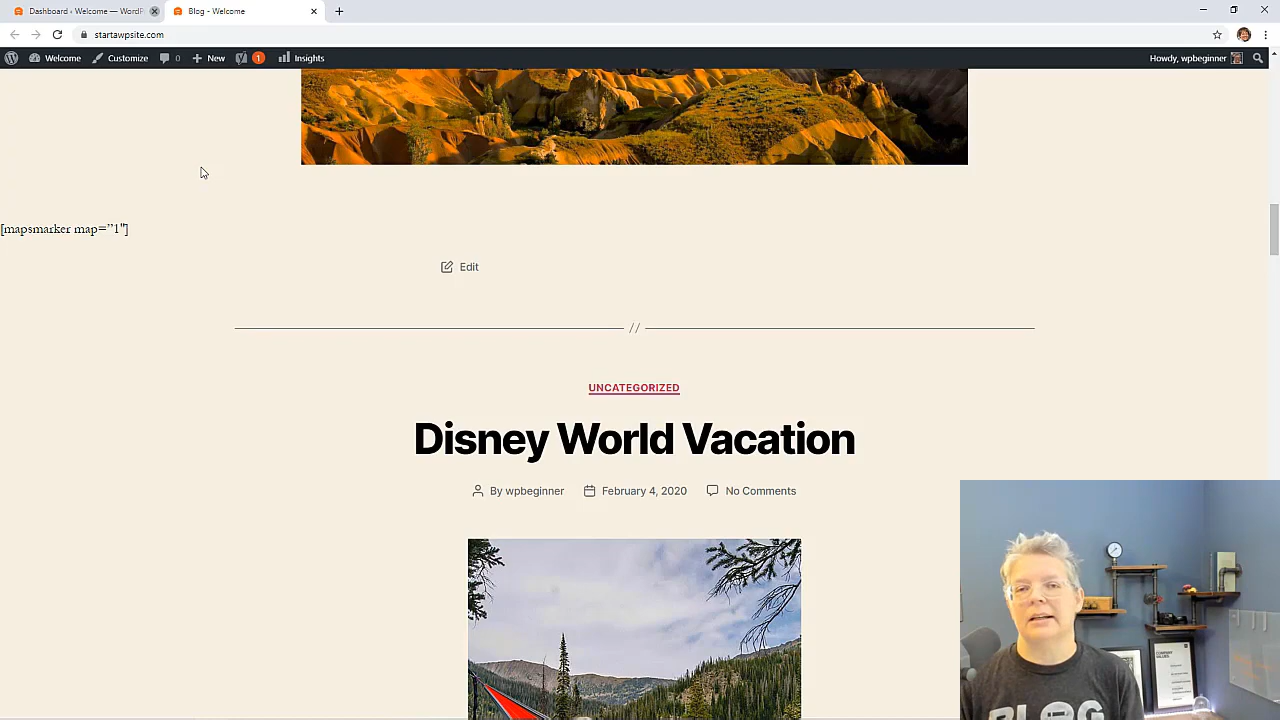 Dashboard ‹ Welcome — WordP
Blog - Welcome
startawpsite.com
Welcome
Customize
0
New
1
Insights
Howdy, wpbeginner
[mapsmarker map=”1″]
Edit
//
UNCATEGORIZED
Disney World Vacation
By wpbeginner
February 4, 2020
No Comments
BLOG